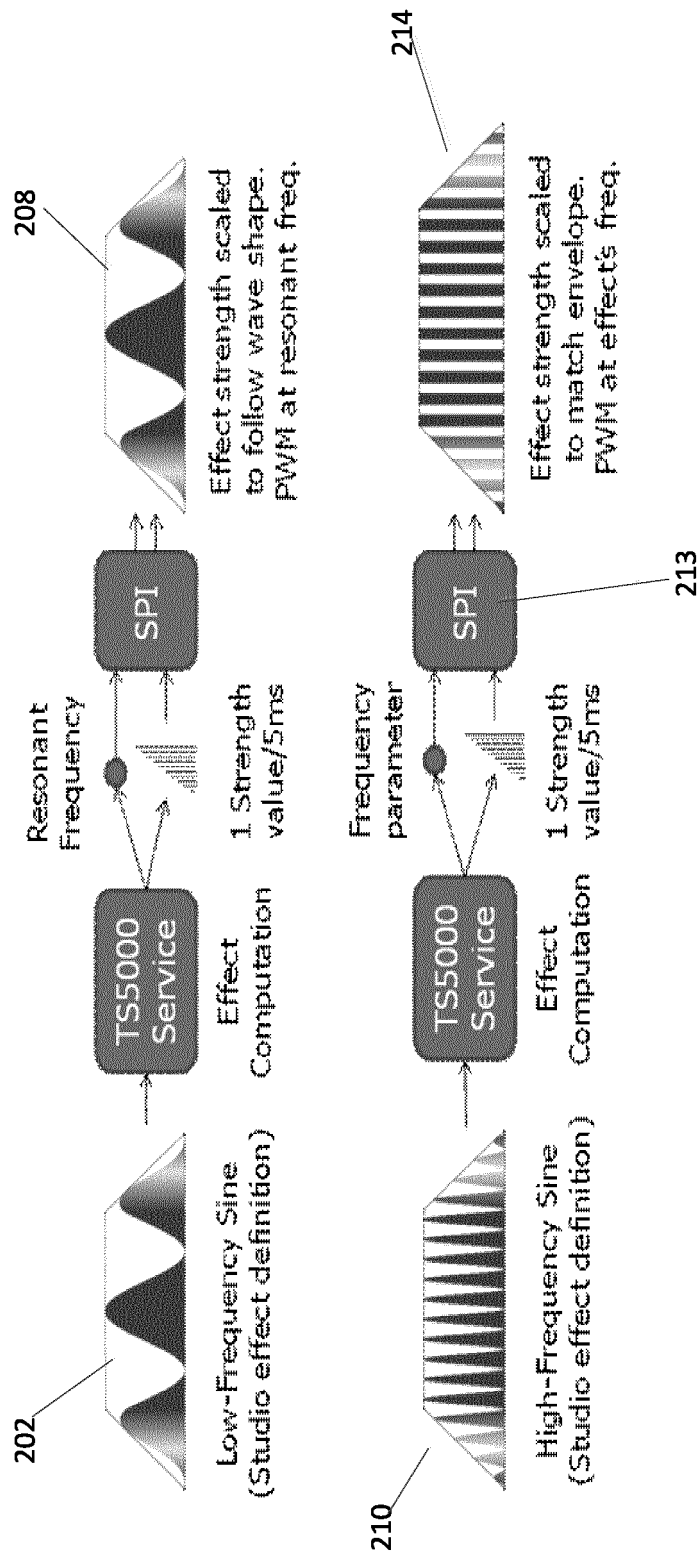 202
Low-Frequency Sine
(Studio effect definition)
TS5000
Service
Effect
Computation
Resonant
Frequency
1 Strength
value/5ms
SPI
208
Effect strength scaled
to follow wave shape.
PWM at resonant freq.
210
High-Frequency Sine
(Studio effect definition)
TS5000
Service
Effect
Computation
Frequency
parameter
1 Strength
value/5ms
SPI
213
214
Effect strength scaled
to match envelope.
PWM at effect's freq.